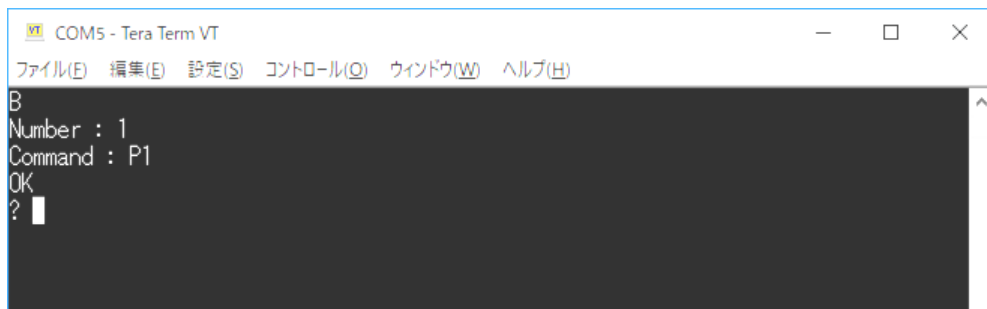 VT COM5 - Tera Term VT
ファイル(F) 編集(E) 設定(S) コントロール(O) ウィンドウ(W) ヘルプ(H)
B
Number : 1
Command : P1
OK
?